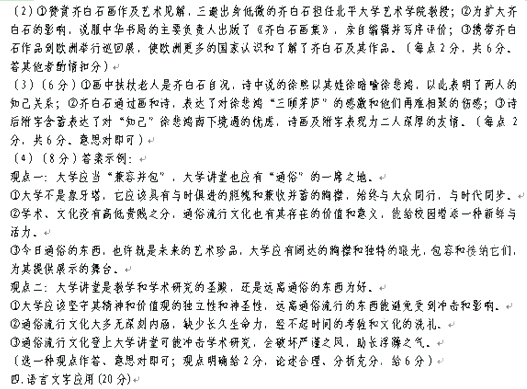 （2）①赞赏齐白石画作及艺术见解，三邀出身低微的齐白石担任北平大学艺术学院教授；②为扩大齐
白石的影响，说服中华书局的主要负责人出版了《齐白石画集》，亲自编辑并写序评价；③携带齐白
石作品到欧洲举行巡回展，使欧洲更多的国家认识和了解了齐白石及其作品。（每点2分，共6分。
答其他者酌情扣分）
（3）（6分）①画中扶杖老人是齐白石自况，诗中说的徐熙以其姓徐暗喻徐悲鸿，以此表明了两人的
知己关系；②齐白石通过画和诗，表达了对徐悲鸿“三顾茅庐”的感激和他们再难相聚的伤感；③诗
后附字含蓄表达了对“知己”徐悲鸿南下境遇的忧虑，诗画及附字表现为二人深厚的友谊。（每点 2
分，共6分、意思对即可）
（4）（8分）答案示例：
观点一：大学应当“兼容并包”，大学讲堂也应有“通俗”的一席之地。
①大学不是象牙塔，它应该具有与时俱进的胆魄和兼收并蓄的胸襟，始终与大众同行，与时代同步。
②学术、文化没有高低贵贱之分，通俗流行文化也有其存在的价值和意义，能给校园增添一种新鲜与
活力。
③今日通俗的东西，也许就是未来的艺术珍品，大学应有阔达的胸襟和独特的眼光，包容和接纳它们，
为其提供展示的舞台。
观点二：大学讲堂是教学和学术研究的圣殿，还是远离通俗的东西为好。
①大学应该坚守其精神和价值观的独立性和神圣性，远离通俗流行的东西能避免受到冲击和影响。
②通俗流行文化大多无深刻内涵，缺少长久生命力，经不起时间的考验和文化的洗礼。
③通俗流行文化登上大学讲堂可能冲击学术研究，会破坏严谨之风，助长浮躁之气。
（选一种观点作答、意思对即可；观点明确给2分，论述合理、分析充分，给6分）
四.语言文字应用(20分)